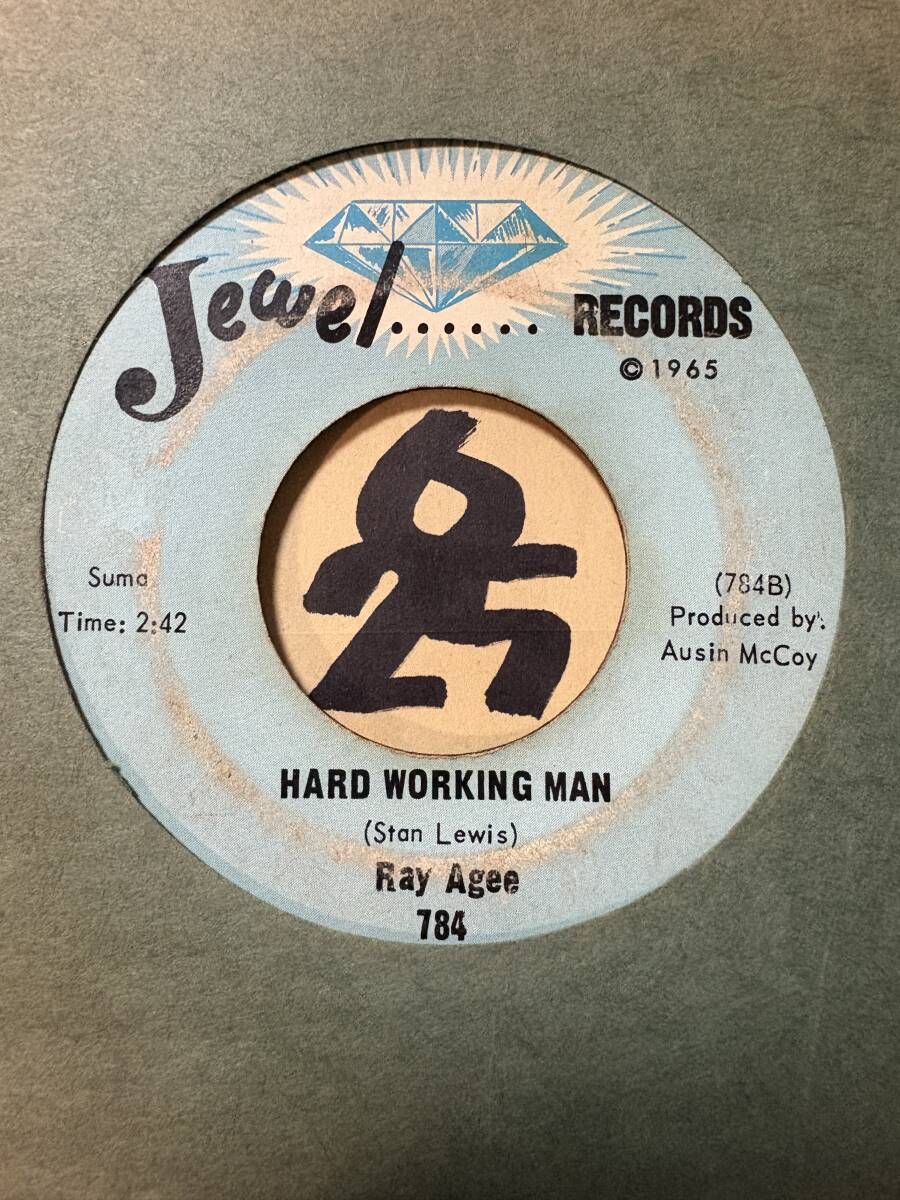 Jewel...... RECORDS
© 1965
Suma
Time: 2:42
(784B)
Produced by:
Ausin McCoy
HARD WORKING MAN
(Stan Lewis)
Ray Agee
784